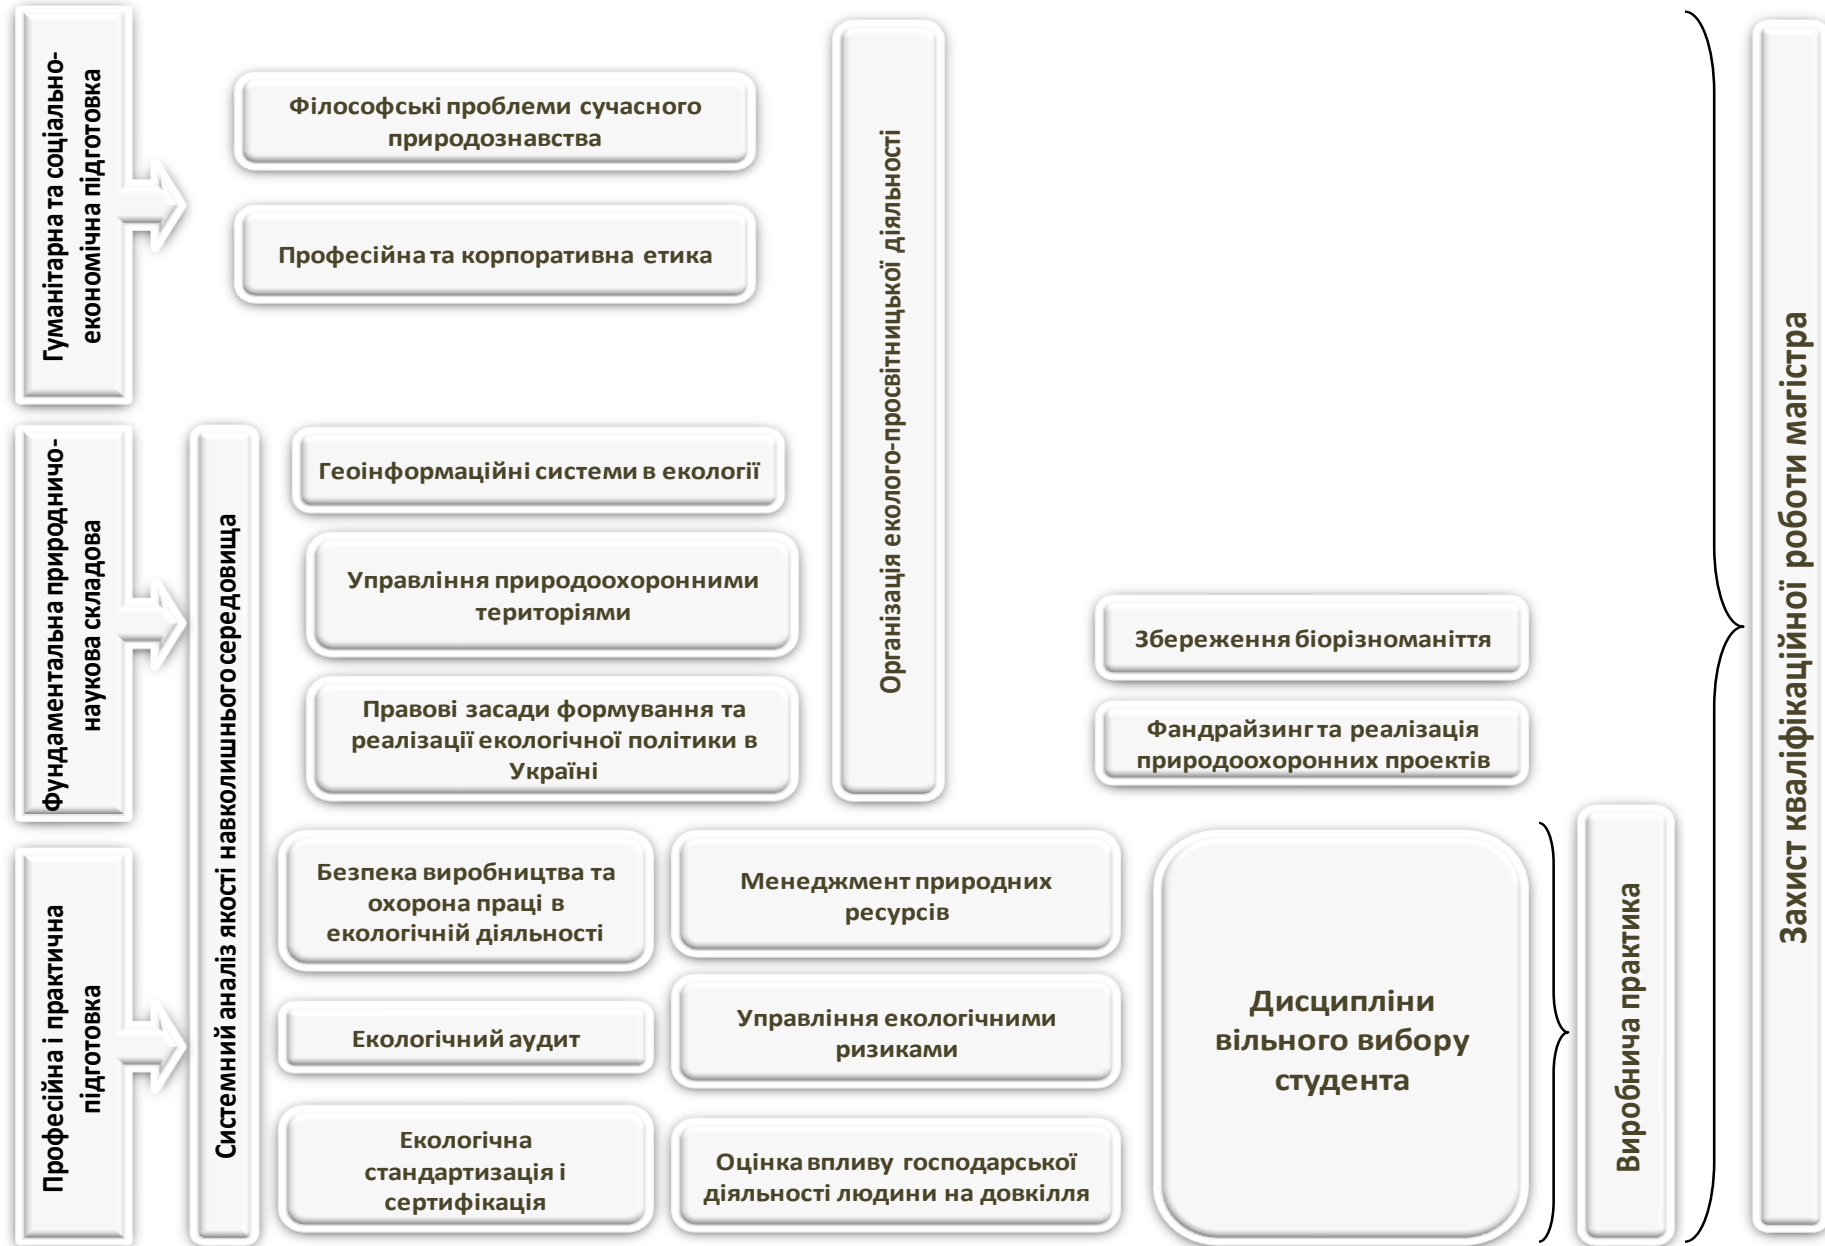 Гуманітарна та соціально-
економічна підготовка
Філософські проблеми сучасного
природознавства
Професійна та корпоративна етика
Організація еколого-просвітницької діяльності
Фундаментальна природничо-
наукова складова
Системний аналіз якості навколишнього середовища
Геоінформаційні системи в екології
Управління природоохоронними
територіями
Правові засади формування та
реалізації екологічної політики в
Україні
Збереження біорізноманіття
Фандрайзинг та реалізація
природоохоронних проектів
Професійна і практична
підготовка
Безпека виробництва та
охорона праці в
екологічній діяльності
Екологічний аудит
Екологічна
стандартизація і
сертифікація
Менеджмент природних
ресурсів
Управління екологічними
ризиками
Оцінка впливу господарської
діяльності людини на довкілля
Дисципліни
вільного вибору
студента
Виробнича практика
Захист кваліфікаційної роботи магістра